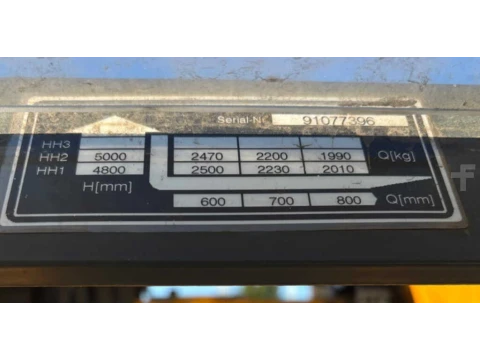 Serial-Nr. 91077396
HH3
HH2 5000 2470 2200 1990 Q[kg]
HH1 4800 2500 2230 2010
H[mm]
600 700 800 Q[mm]
f